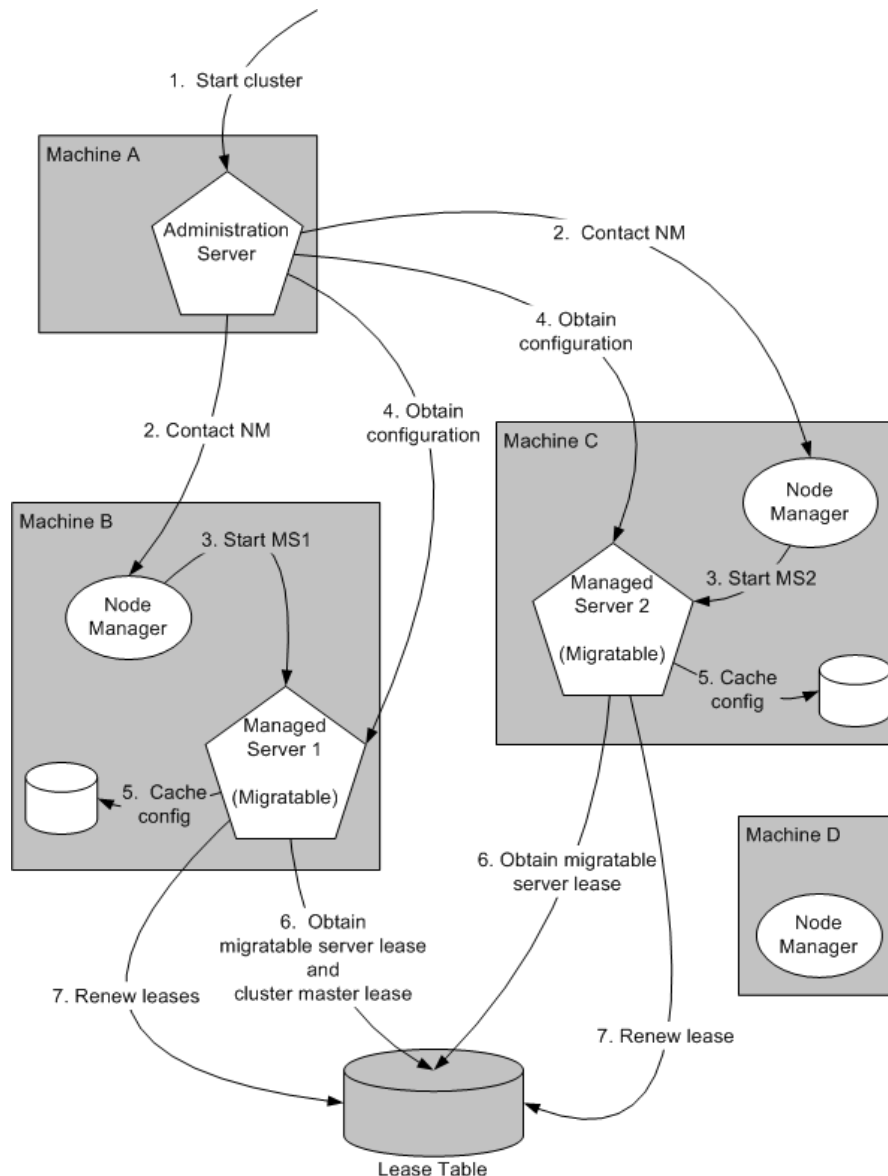 1. Start cluster
Machine A
Administration
Server
2. Contact NM
4. Obtain
configuration
2. Contact NM
4. Obtain
configuration
Machine C
Node
Manager
3. Start MS2
Managed
Server 2
(Migratable)
5. Cache
config
Machine B
3. Start MS1
Node
Manager
Managed
Server 1
(Migratable)
5. Cache
config
Machine D
Node
Manager
6. Obtain migratable
server lease
6. Obtain
migratable server lease
and
cluster master lease
7. Renew leases
7. Renew lease
Lease Table